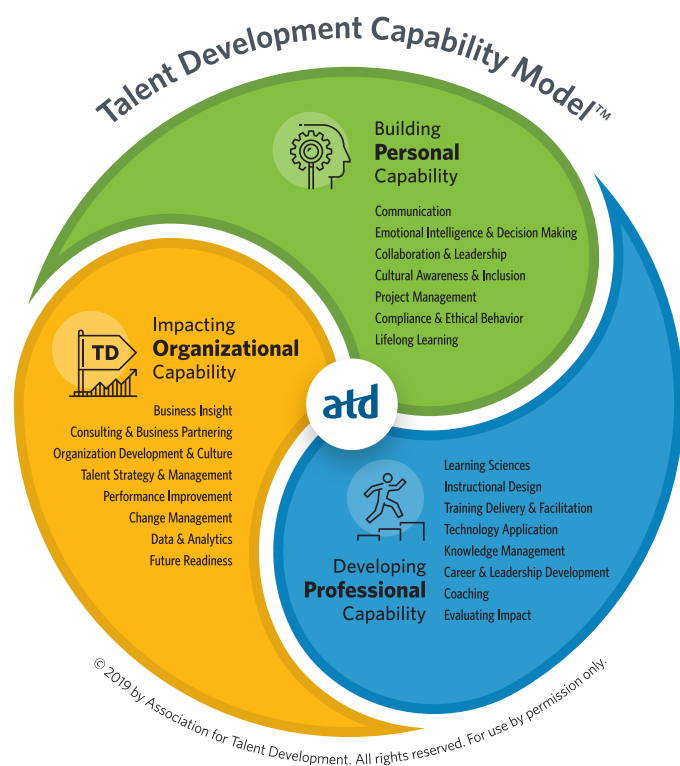 Talent Development Capability Model™
Building
Personal
Capability
Communication
Emotional Intelligence & Decision Making
Collaboration & Leadership
Cultural Awareness & Inclusion
Project Management
Compliance & Ethical Behavior
Lifelong Learning
TD
Impacting
Organizational
Capability
Business Insight
Consulting & Business Partnering
Organization Development & Culture
Talent Strategy & Management
Performance Improvement
Change Management
Data & Analytics
Future Readiness
atd
Developing
Professional
Capability
Learning Sciences
Instructional Design
Training Delivery & Facilitation
Technology Application
Knowledge Management
Career & Leadership Development
Coaching
Evaluating Impact
© 2019 by Association for Talent Development. All rights reserved. For use by permission only.